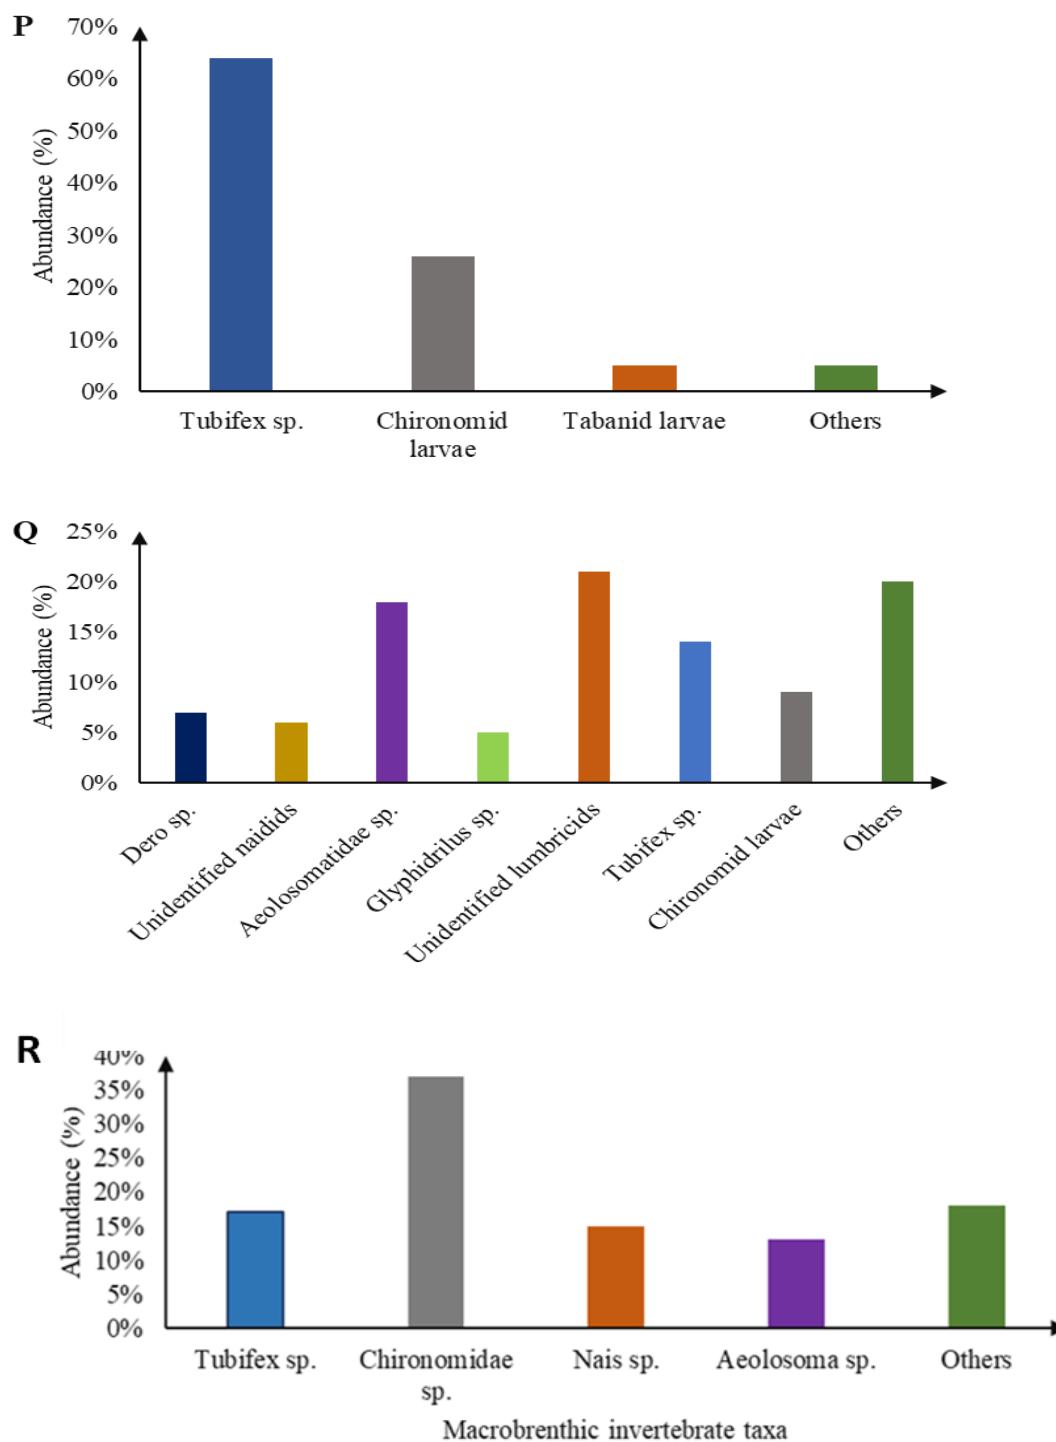 P
70%
60%
50%
40%
30%
20%
10%
0%
Abundance (%)
Tubifex sp.
Chironomid
larvae
Tabanid larvae
Others
Q
25%
20%
15%
10%
5%
0%
Abundance (%)
Dero sp.
Unidentified naidids
Aeolosomatidae sp.
Glyphidrilus sp.
Unidentified lumbricids
Tubifex sp.
Chironomid larvae
Others
R
40%
35%
30%
25%
20%
15%
10%
5%
0%
Abundance (%)
Tubifex sp.
Chironomidae
sp.
Nais sp.
Aeolosoma sp.
Others
Macrobrenthic invertebrate taxa